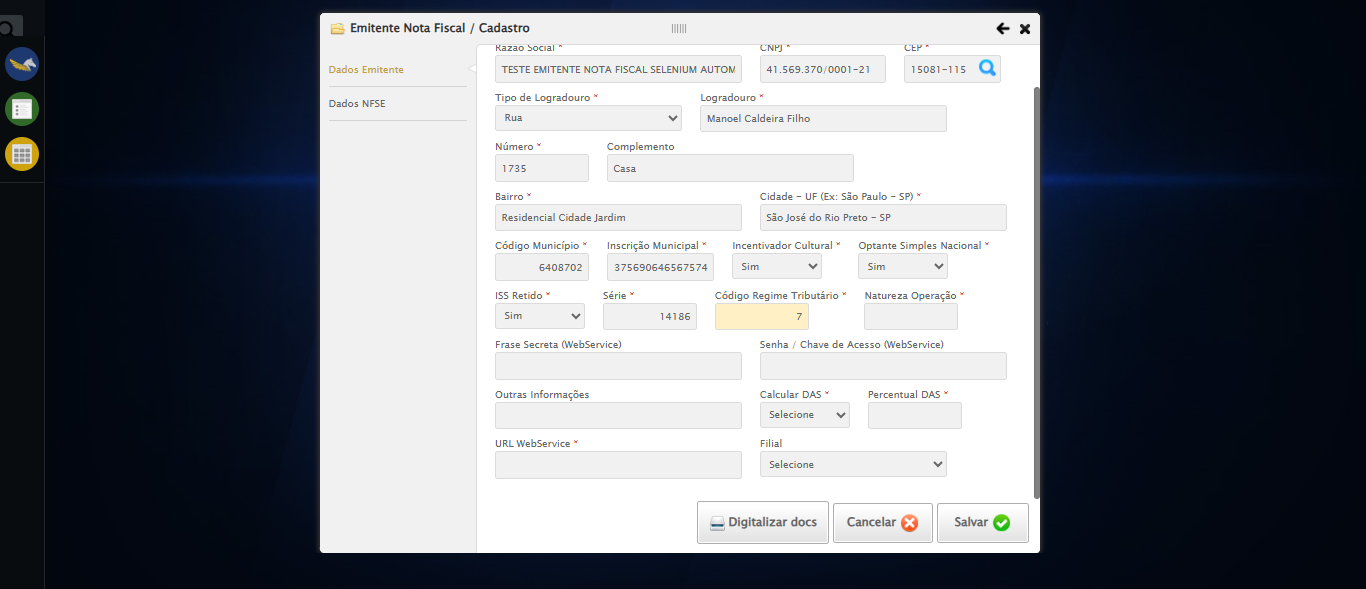 Emitente Nota Fiscal / Cadastro
Dados Emitente
Dados NFSE
Razão Social * CNPJ * CEP *
TESTE EMITENTE NOTA FISCAL SELENIUM AUTOM 41.569.370/0001-21 15081-115
Tipo de Logradouro * Logradouro *
Rua Manoel Caldeira Filho
Número * Complemento
1735 Casa
Bairro * Cidade - UF (Ex: São Paulo - SP) *
Residencial Cidade Jardim São José do Rio Preto - SP
Código Município * Inscrição Municipal * Incentivador Cultural * Optante Simples Nacional *
6408702 375690646567574 Sim Sim
ISS Retido * Série * Código Regime Tributário * Natureza Operação *
Sim 14186 7
Frase Secreta (WebService) Senha / Chave de Acesso (WebService)
Outras Informações Calcular DAS * Percentual DAS *
Selecione
URL WebService * Filial
Selecione
Digitalizar docs Cancelar Salvar